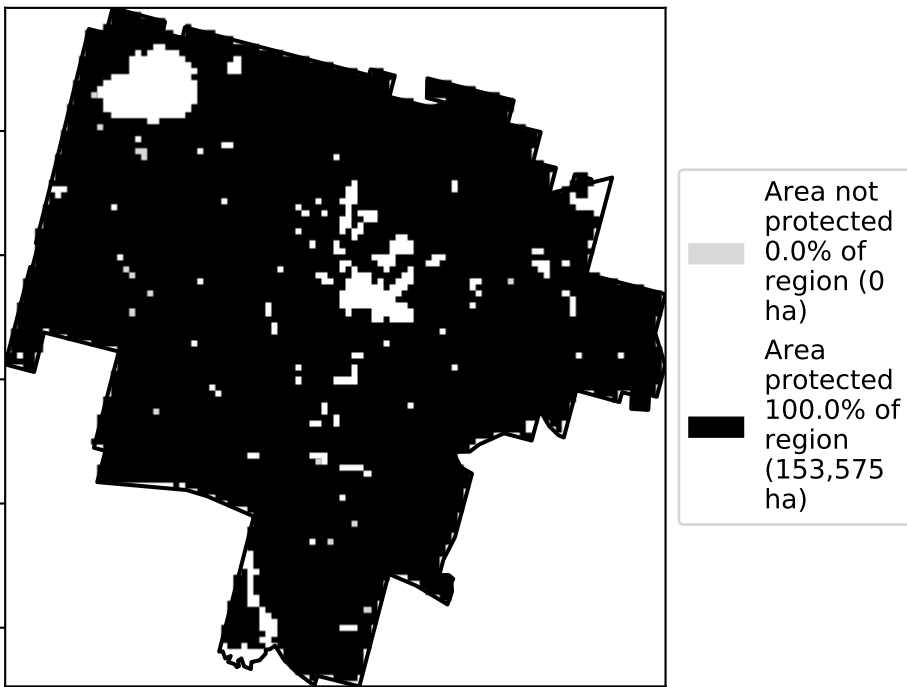 Area not
protected
0.0% of
region (0
ha)
Area
protected
100.0% of
region
(153,575
ha)